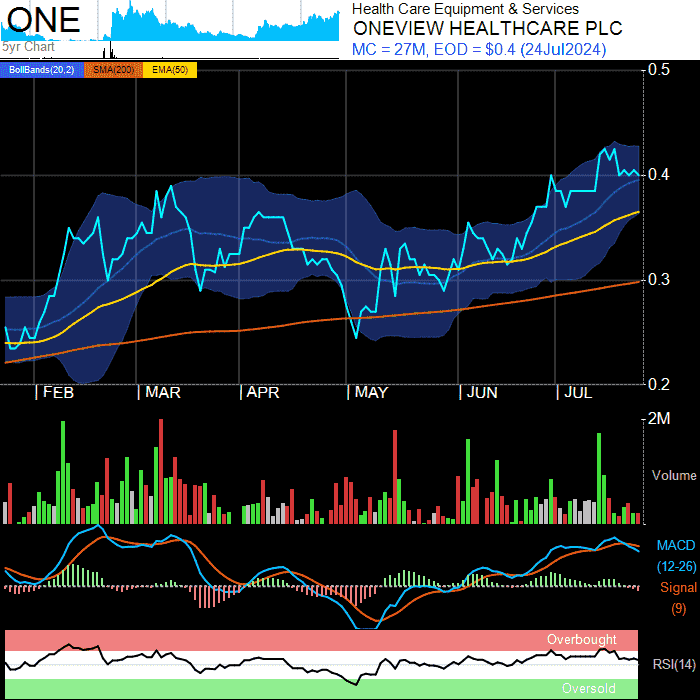 ONE
Health Care Equipment & Services
ONEVIEW HEALTHCARE PLC
5yr Chart
MC = 27M, EOD = $0.4 (24Jul2024)
BollBands(20,2) SMA(200) EMA(50)
0.5
0.4
0.3
0.2
| FEB | MAR | APR | MAY | JUN | JUL
2M
Volume
MACD
(12-26)
Signal
(9)
Overbought
RSI(14)
Oversold